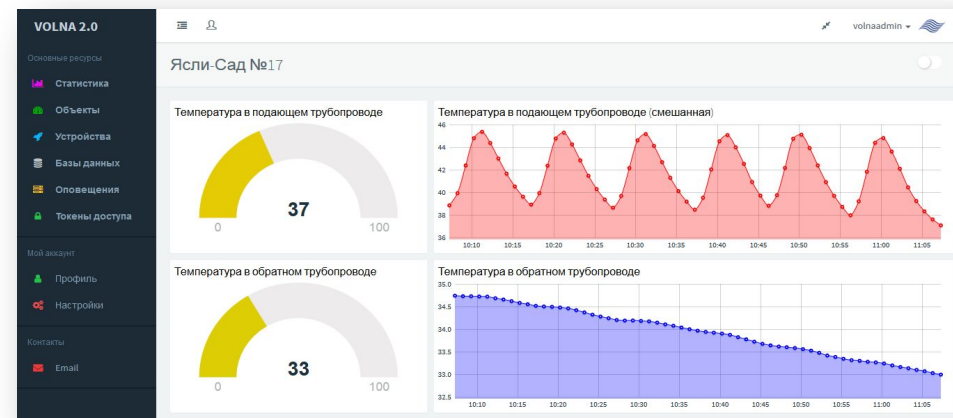 VOLNA 2.0
volnaadmin
Основные ресурсы
Статистика
Объекты
Устройства
Базы данных
Оповещения
Токены доступа
Мой аккаунт
Профиль
Настройки
Контакты
Email
Ясли-Сад №17
Температура в подающем трубопроводе
37
0 100
Температура в подающем трубопроводе (смешанная)
46
44
42
40
38
36
10:10 10:15 10:20 10:25 10:30 10:35 10:40 10:45 10:50 10:55 11:00 11:05
Температура в обратном трубопроводе
33
0 100
Температура в обратном трубопроводе
35.0
34.5
34.0
33.5
33.0
32.5
10:10 10:15 10:20 10:25 10:30 10:35 10:40 10:45 10:50 10:55 11:00 11:05